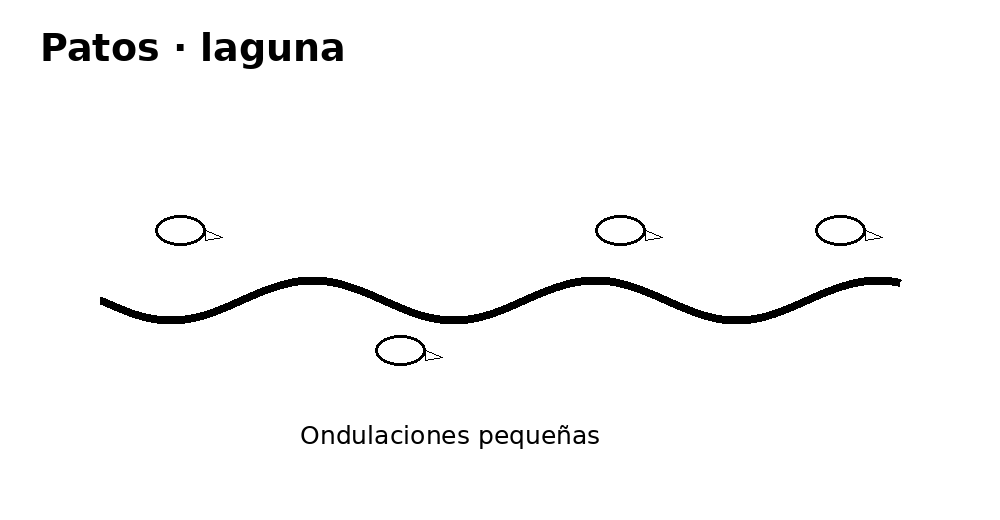 Patos · laguna
Ondulaciones pequeñas